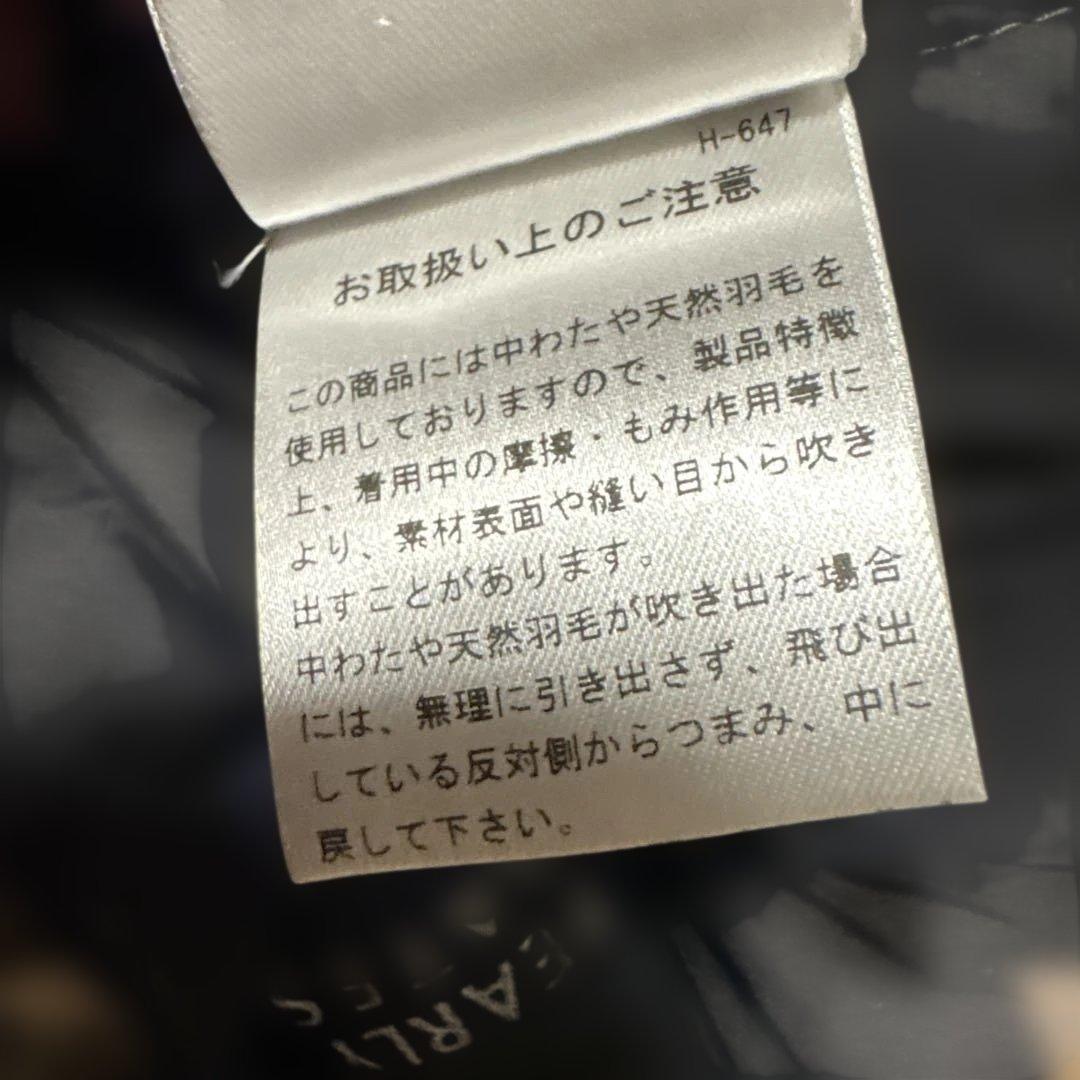 H-647
お取扱い上のご注意
この商品には中わたや天然羽毛を
使用しておりますので、製品特徴
上、着用中の摩擦・もみ作用等に
より、素材表面や縫い目から吹き
出すことがあります。
中わたや天然羽毛が吹き出た場合
には、無理に引き出さず、飛び出
している反対側からつまみ、中に
戻して下さい。
EARLY